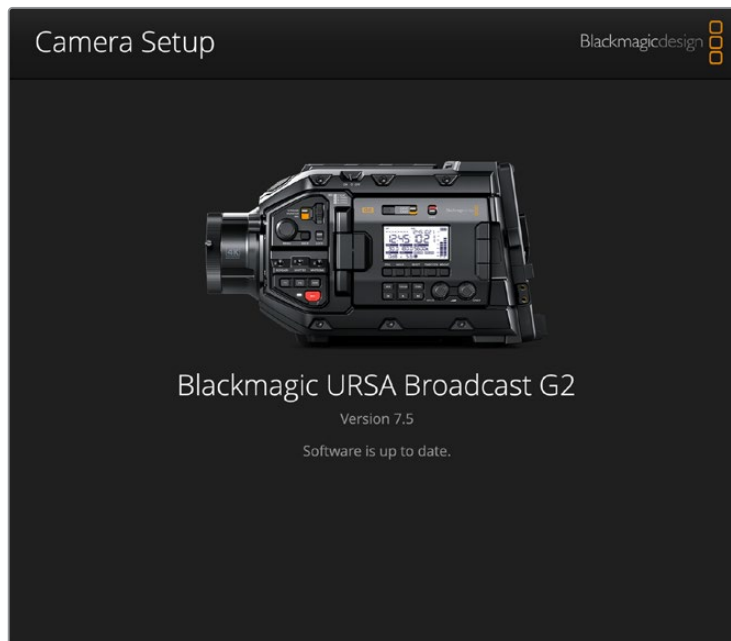 Camera Setup
Blackmagicdesign
Blackmagic URSA Broadcast G2
Version 7.5
Software is up to date.